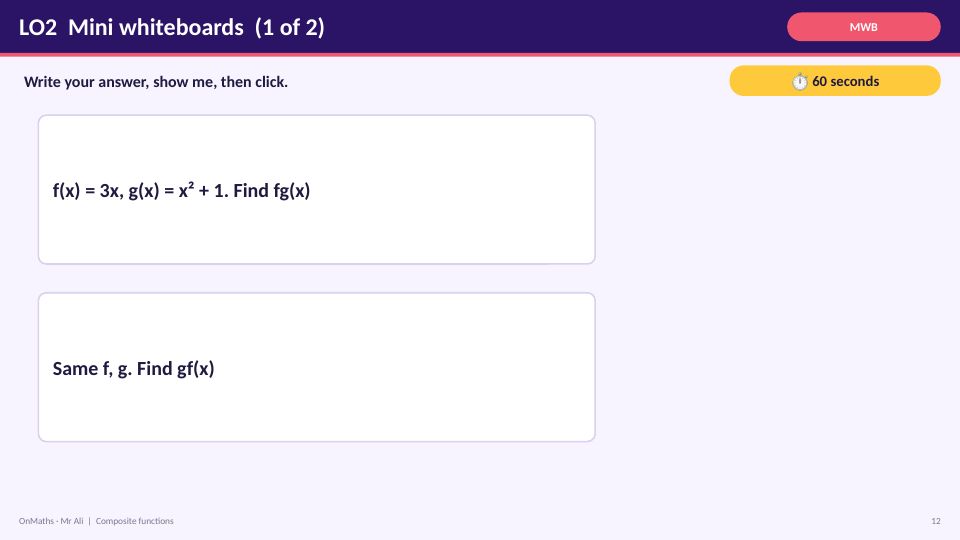 LO2  Mini whiteboards  (1 of 2)
MWB
Write your answer, show me, then click.
⏱️ 60 seconds
f(x) = 3x, g(x) = x² + 1. Find fg(x)
Same f, g. Find gf(x)
OnMaths - Mr Ali  |  Composite functions
12